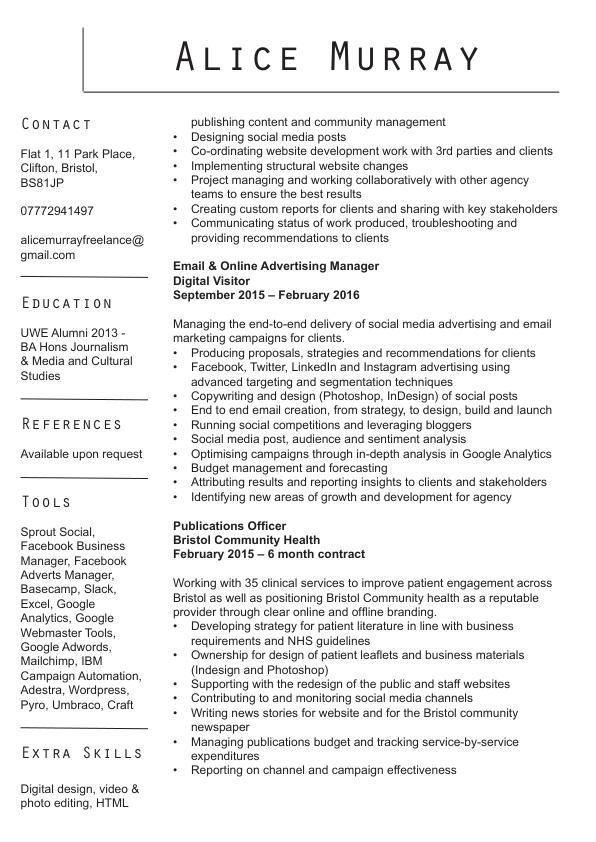 Alice Murray
Contact
Flat 1, 11 Park Place,
Clifton, Bristol,
BS81JP
07772941497
alicemurrayfreelance@
gmail.com
Education
UWE Alumni 2013 -
BA Hons Journalism
& Media and Cultural
Studies
References
Available upon request
Tools
Sprout Social,
Facebook Business
Manager, Facebook
Adverts Manager,
Basecamp, Slack,
Excel, Google
Analytics, Google
Webmaster Tools,
Google Adwords,
Mailchimp, IBM
Campaign Automation,
Adestra, Wordpress,
Pyro, Umbraco, Craft
Extra Skills
Digital design, video &
photo editing, HTML
publishing content and community management
• Designing social media posts
• Co-ordinating website development work with 3rd parties and clients
• Implementing structural website changes
• Project managing and working collaboratively with other agency
teams to ensure the best results
• Creating custom reports for clients and sharing with key stakeholders
• Communicating status of work produced, troubleshooting and
providing recommendations to clients
Email & Online Advertising Manager
Digital Visitor
September 2015 – February 2016
Managing the end-to-end delivery of social media advertising and email
marketing campaigns for clients.
• Producing proposals, strategies and recommendations for clients
• Facebook, Twitter, LinkedIn and Instagram advertising using
advanced targeting and segmentation techniques
• Copywriting and design (Photoshop, InDesign) of social posts
• End to end email creation, from strategy, to design, build and launch
• Running social competitions and leveraging bloggers
• Social media post, audience and sentiment analysis
• Optimising campaigns through in-depth analysis in Google Analytics
• Budget management and forecasting
• Attributing results and reporting insights to clients and stakeholders
• Identifying new areas of growth and development for agency
Publications Officer
Bristol Community Health
February 2015 – 6 month contract
Working with 35 clinical services to improve patient engagement across
Bristol as well as positioning Bristol Community health as a reputable
provider through clear online and offline branding.
• Developing strategy for patient literature in line with business
requirements and NHS guidelines
• Ownership for design of patient leaflets and business materials
(Indesign and Photoshop)
• Supporting with the redesign of the public and staff websites
• Contributing to and monitoring social media channels
• Writing news stories for website and for the Bristol community
newspaper
• Managing publications budget and tracking service-by-service
expenditures
• Reporting on channel and campaign effectiveness